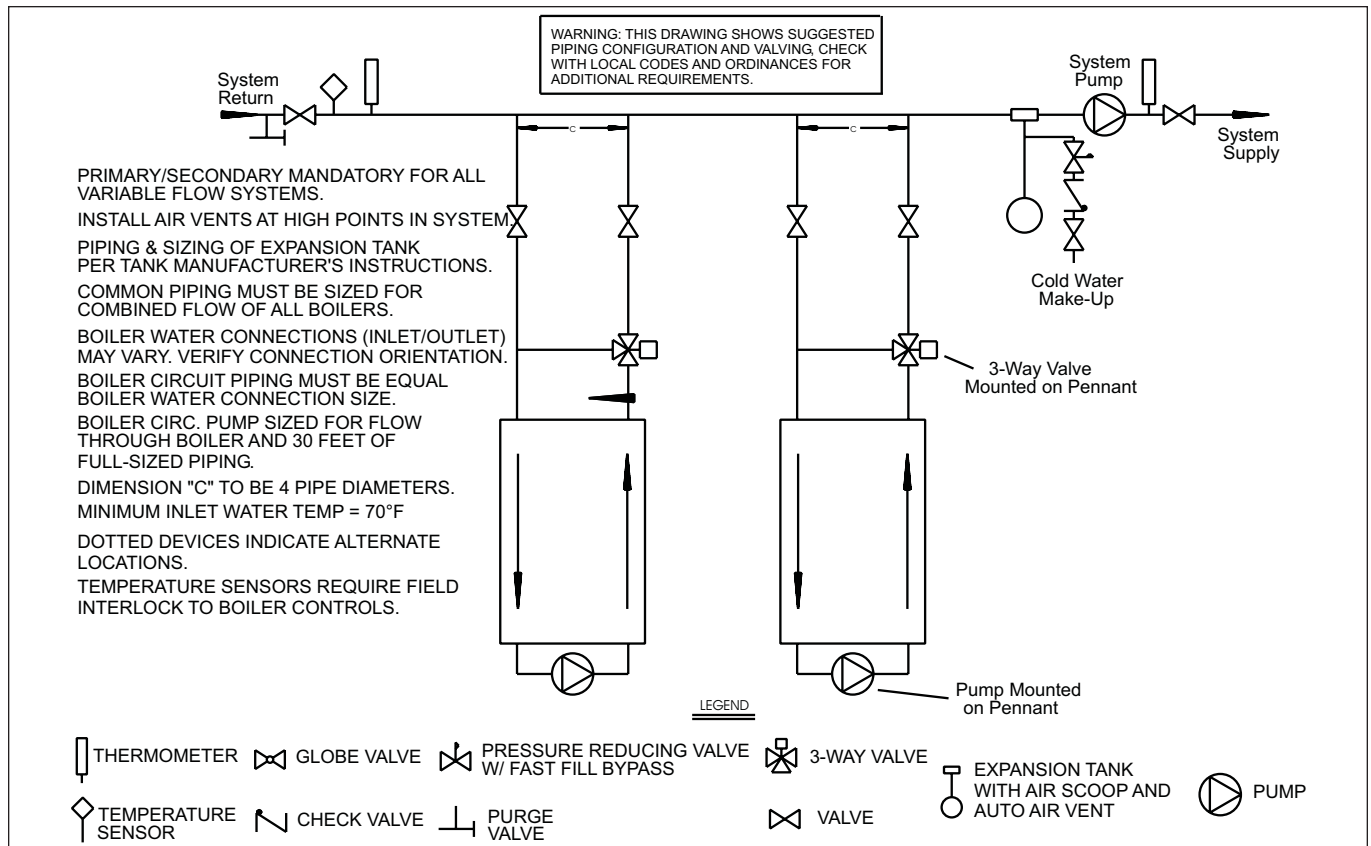 WARNING: THIS DRAWING SHOWS SUGGESTED
PIPING CONFIGURATION AND VALVING, CHECK
WITH LOCAL CODES AND ORDINANCES FOR
ADDITIONAL REQUIREMENTS.
System
Return
System
Pump
System
Supply
C
C
PRIMARY/SECONDARY MANDATORY FOR ALL
VARIABLE FLOW SYSTEMS.
INSTALL AIR VENTS AT HIGH POINTS IN SYSTEM.
PIPING & SIZING OF EXPANSION TANK
PER TANK MANUFACTURER'S INSTRUCTIONS.
COMMON PIPING MUST BE SIZED FOR
COMBINED FLOW OF ALL BOILERS.
BOILER WATER CONNECTIONS (INLET/OUTLET)
MAY VARY. VERIFY CONNECTION ORIENTATION.
BOILER CIRCUIT PIPING MUST BE EQUAL
BOILER WATER CONNECTION SIZE.
BOILER CIRC. PUMP SIZED FOR FLOW
THROUGH BOILER AND 30 FEET OF
FULL-SIZED PIPING.
DIMENSION "C" TO BE 4 PIPE DIAMETERS.
MINIMUM INLET WATER TEMP = 70°F
DOTTED DEVICES INDICATE ALTERNATE
LOCATIONS.
TEMPERATURE SENSORS REQUIRE FIELD
INTERLOCK TO BOILER CONTROLS.
Cold Water
Make-Up
3-Way Valve
Mounted on Pennant
Pump Mounted
on Pennant
LEGEND
THERMOMETER
GLOBE VALVE
PRESSURE REDUCING VALVE
W/ FAST FILL BYPASS
3-WAY VALVE
EXPANSION TANK
WITH AIR SCOOP AND
AUTO AIR VENT
PUMP
TEMPERATURE
SENSOR
CHECK VALVE
PURGE
VALVE
VALVE